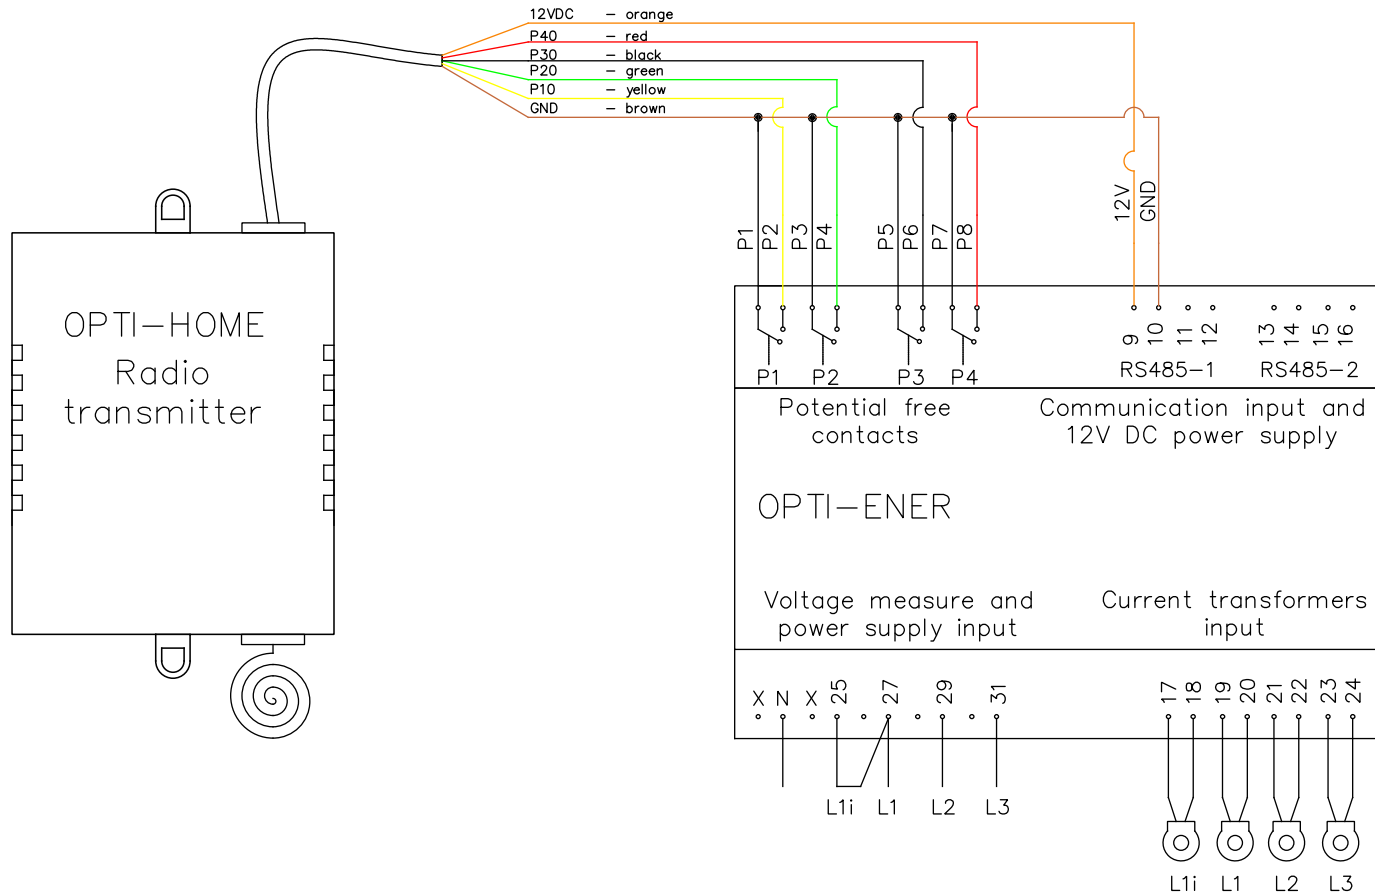 12VDC – orange
P40 – red
P30 – black
P20 – green
P10 – yellow
GND – brown
P1
P2
P3
P4
P5
P6
P7
P8
12V
GND
OPTI–HOME
Radio
transmitter
9
10
11
12
13
14
15
16
P1
P2
P3
P4
RS485–1
RS485–2
Potential free
contacts
Communication input and
12V DC power supply
OPTI–ENER
Voltage measure and
power supply input
Current transformers
input
X
N
X
25
27
29
31
17
18
19
20
21
22
23
24
L1i
L1
L2
L3
L1i
L1
L2
L3